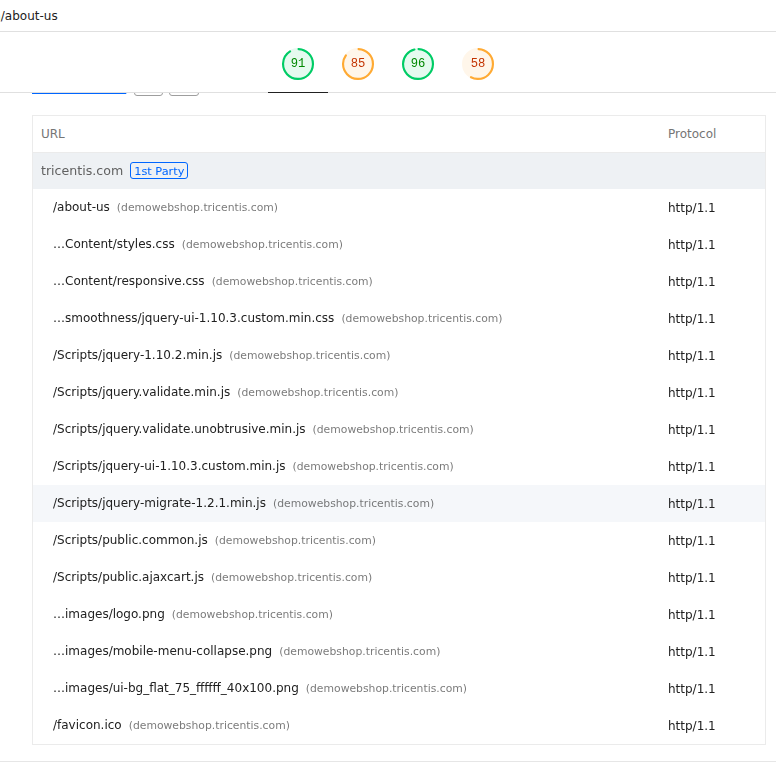 /about-us
91 85 96 58
URL Protocol
tricentis.com 1st Party
/about-us (demowebshop.tricentis.com) http/1.1
…Content/styles.css (demowebshop.tricentis.com) http/1.1
…Content/responsive.css (demowebshop.tricentis.com) http/1.1
…smoothness/jquery-ui-1.10.3.custom.min.css (demowebshop.tricentis.com) http/1.1
/Scripts/jquery-1.10.2.min.js (demowebshop.tricentis.com) http/1.1
/Scripts/jquery.validate.min.js (demowebshop.tricentis.com) http/1.1
/Scripts/jquery.validate.unobtrusive.min.js (demowebshop.tricentis.com) http/1.1
/Scripts/jquery-ui-1.10.3.custom.min.js (demowebshop.tricentis.com) http/1.1
/Scripts/jquery-migrate-1.2.1.min.js (demowebshop.tricentis.com) http/1.1
/Scripts/public.common.js (demowebshop.tricentis.com) http/1.1
/Scripts/public.ajaxcart.js (demowebshop.tricentis.com) http/1.1
…images/logo.png (demowebshop.tricentis.com) http/1.1
…images/mobile-menu-collapse.png (demowebshop.tricentis.com) http/1.1
…images/ui-bg_flat_75_ffffff_40x100.png (demowebshop.tricentis.com) http/1.1
/favicon.ico (demowebshop.tricentis.com) http/1.1